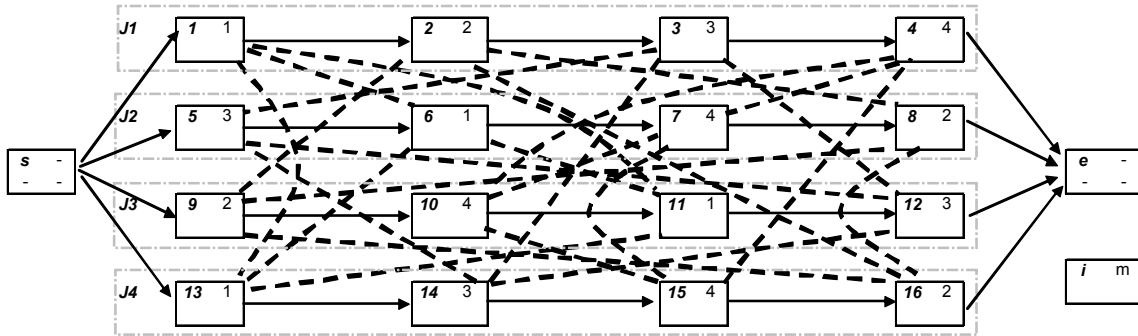 J1 1 1 2 2 3 3 4 4
J2 5 3 6 1 7 4 8 2
s - e -
- - - -
J3 9 2 10 4 11 1 12 3
i m
J4 13 1 14 3 15 4 16 2